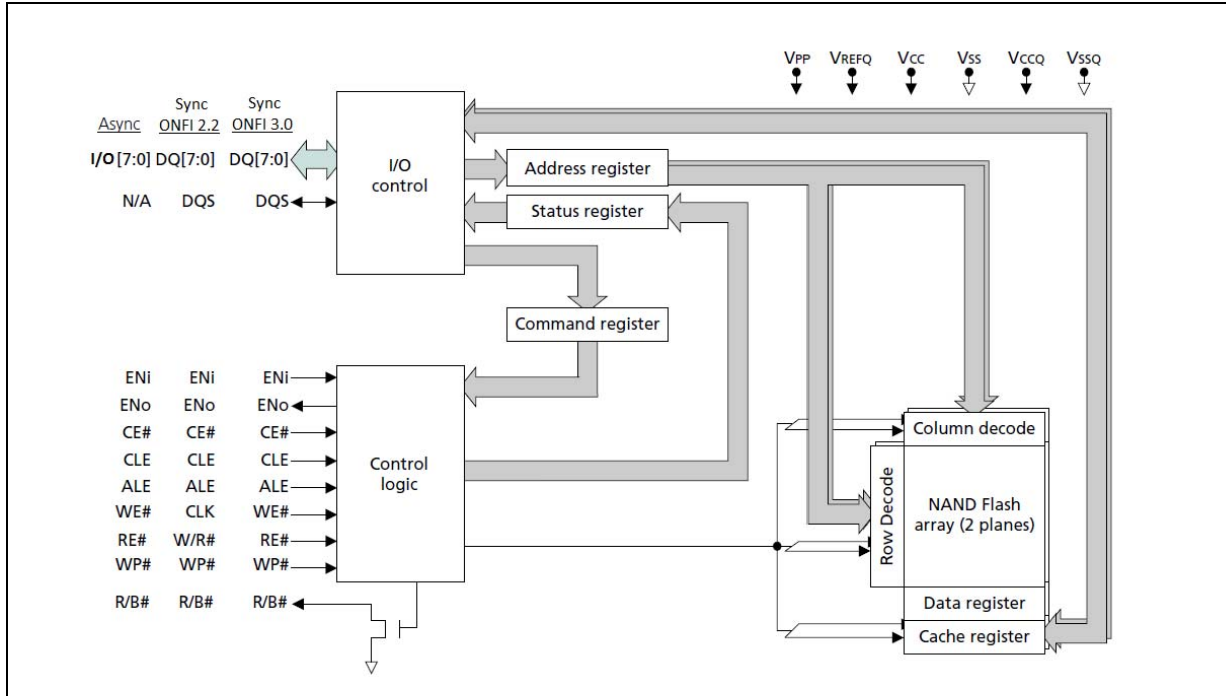 VPP VREFQ VCC VSS VCCQ VSSQ
Sync Sync
Async ONFI 2.2 ONFI 3.0
I/O [7:0] DQ[7:0] DQ[7:0]
N/A DQS DQS
I/O
control
Address register
Status register
Command register
ENi ENi ENi
ENo ENo ENo
CE# CE# CE#
CLE CLE CLE
ALE ALE ALE
WE# CLK WE#
RE# W/R# RE#
WP# WP# WP#
R/B# R/B# R/B#
Control
logic
Column decode
Row Decode
NAND Flash
array (2 planes)
Data register
Cache register